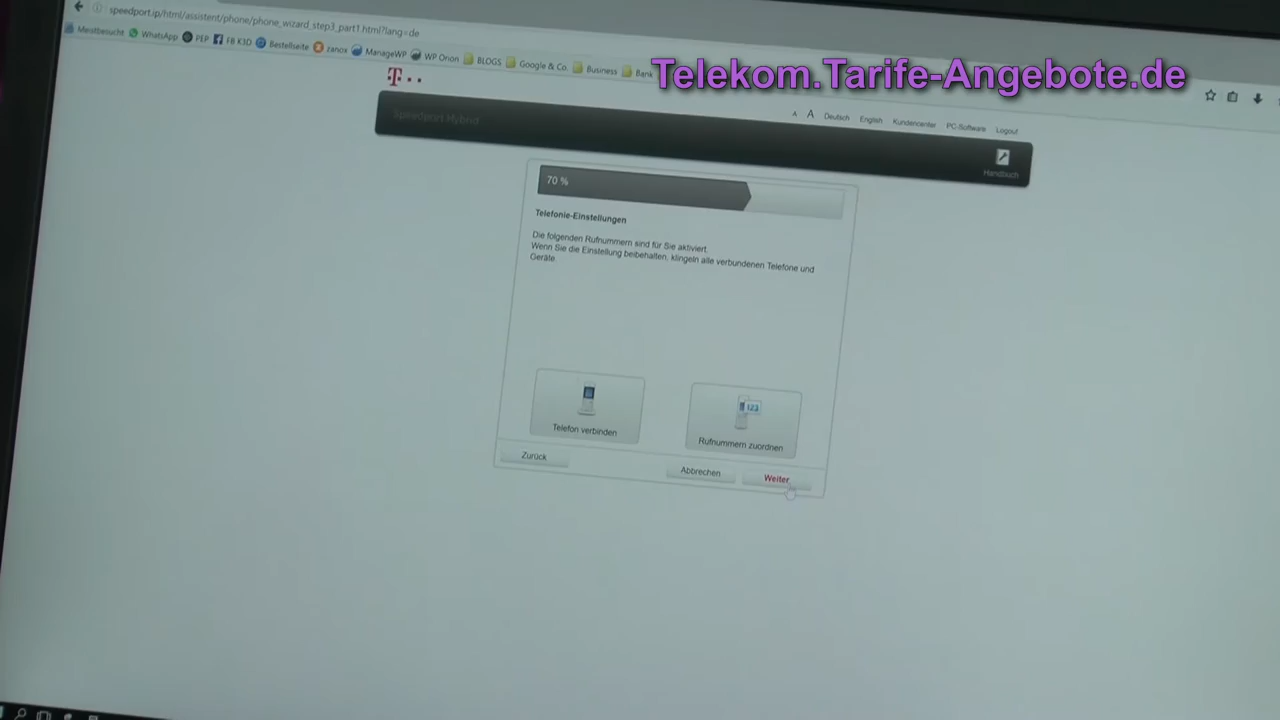 speedport.ip/html/assistent/phone/phone_wizard_step3_part1.html?lang=de
Meistbesucht WhatsApp PEP FB K3D Bestellseite zanox ManageWP WP Orion BLOGS Google & Co. Business Bank
Telekom.Tarife-Angebote.de
T
A A Deutsch English Kundencenter PC-Software Logout
Speedport Hybrid
Handbuch
70 %
Telefonie-Einstellungen
Die folgenden Rufnummern sind für Sie aktiviert.
Wenn Sie die Einstellung beibehalten, klingeln alle verbundenen Telefone und
Geräte.
123
Telefon verbinden
Rufnummern zuordnen
Zurück
Abbrechen
Weiter